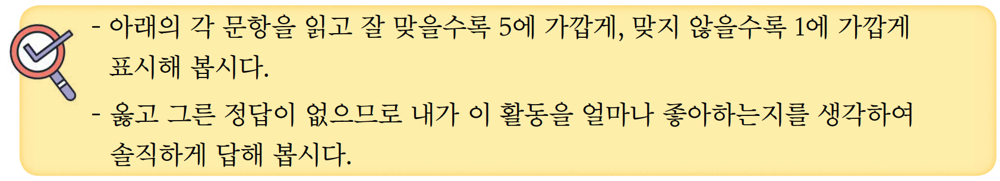 - 아래의 각 문항을 읽고 잘 맞을수록 5에 가깝게, 맞지 않을수록 1에 가깝게
표시해 봅시다.
- 옳고 그른 정답이 없으므로 내가 이 활동을 얼마나 좋아하는지를 생각하여
솔직하게 답해 봅시다.